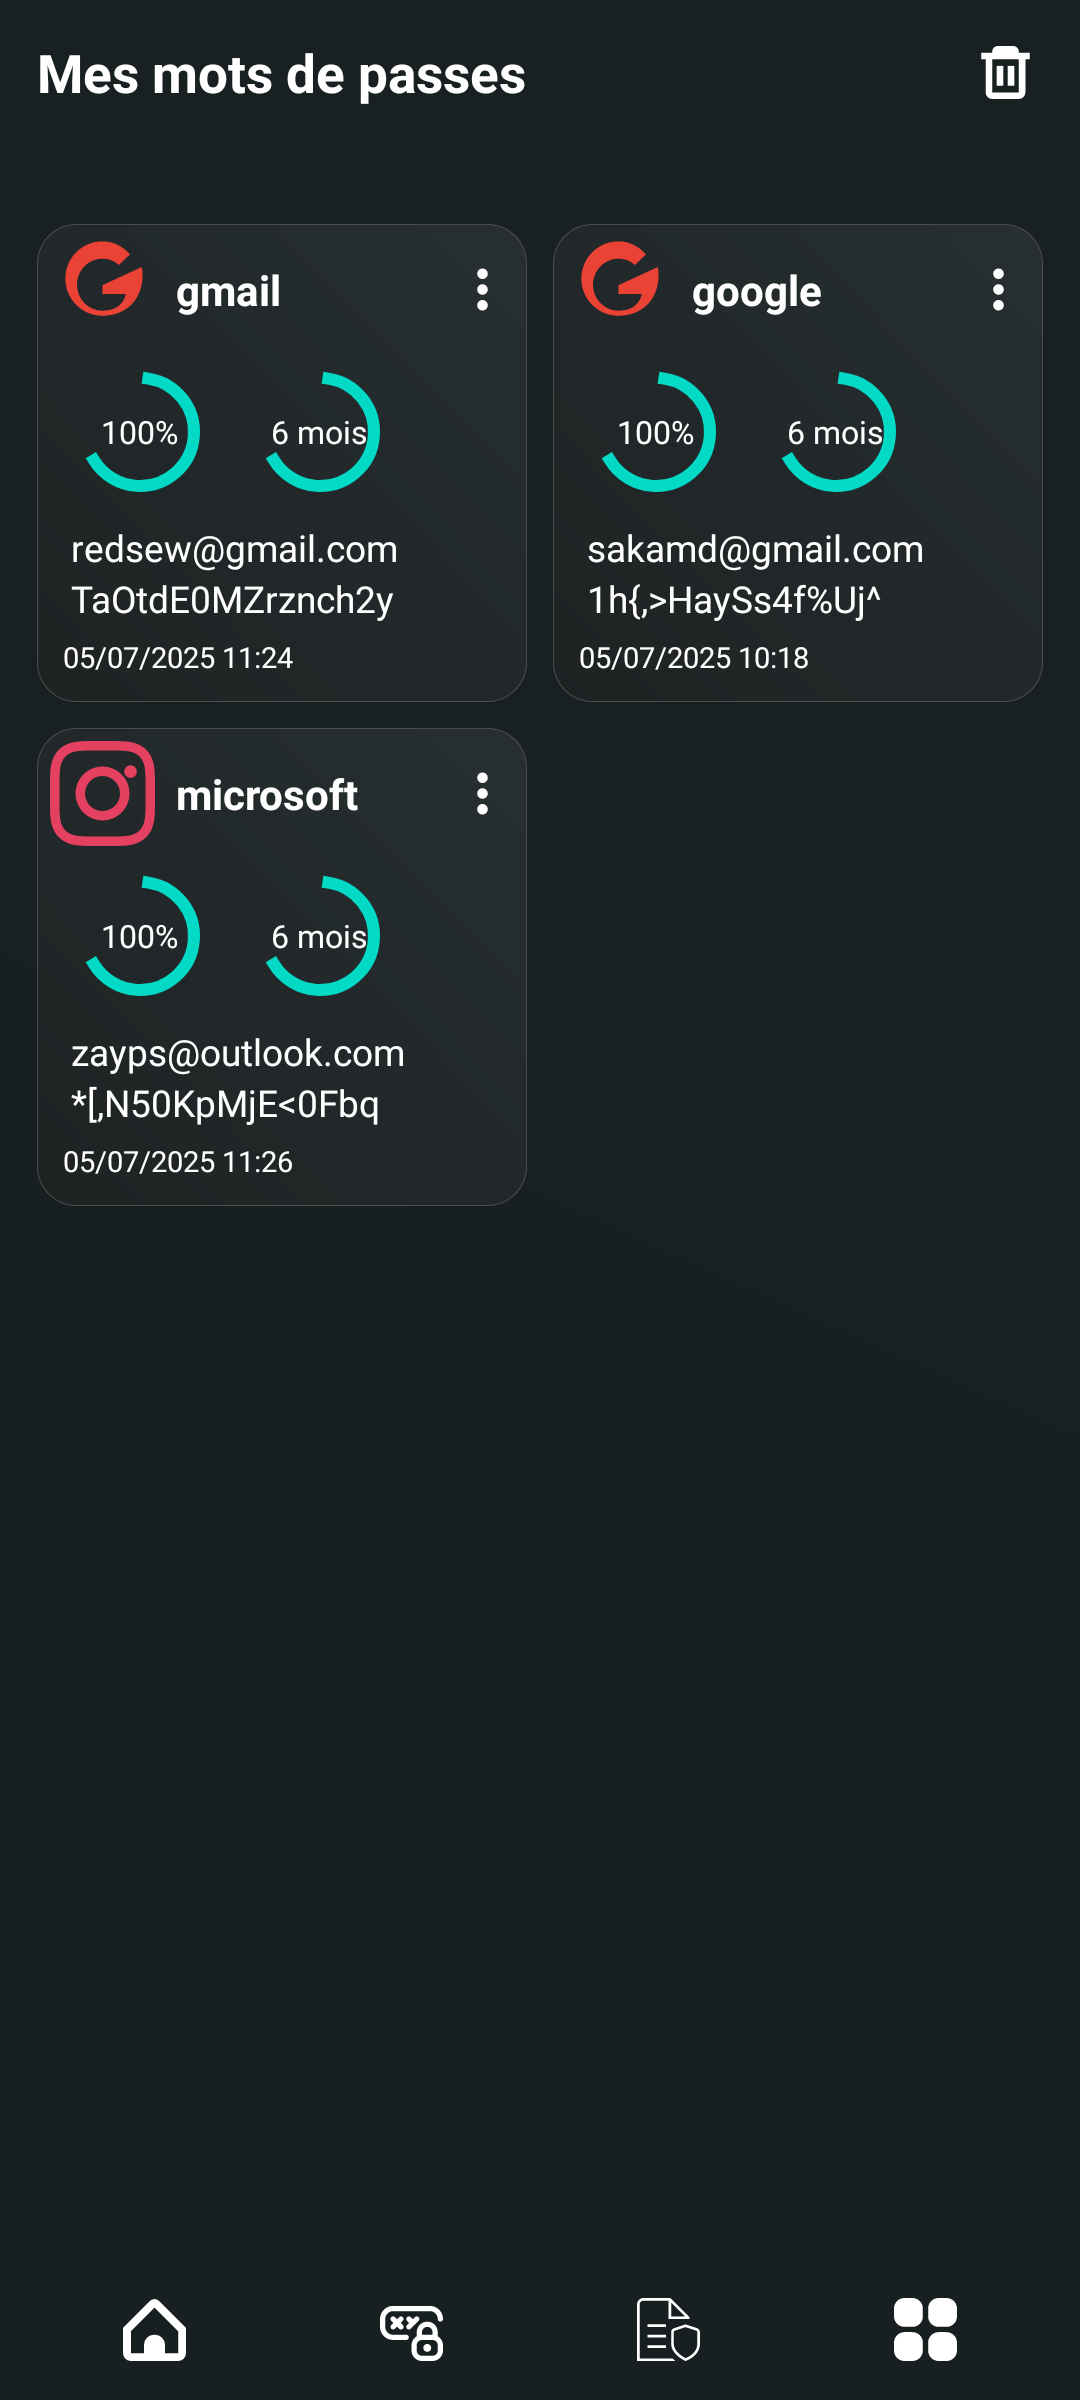 Mes mots de passes
gmail
100%
6 mois
redsew@gmail.com
TaOtdE0MZrznch2y
05/07/2025 11:24
google
100%
6 mois
sakamd@gmail.com
1h{,>HaySs4f%Uj^
05/07/2025 10:18
microsoft
100%
6 mois
zayps@outlook.com
*[,N50KpMjE<0Fbq
05/07/2025 11:26